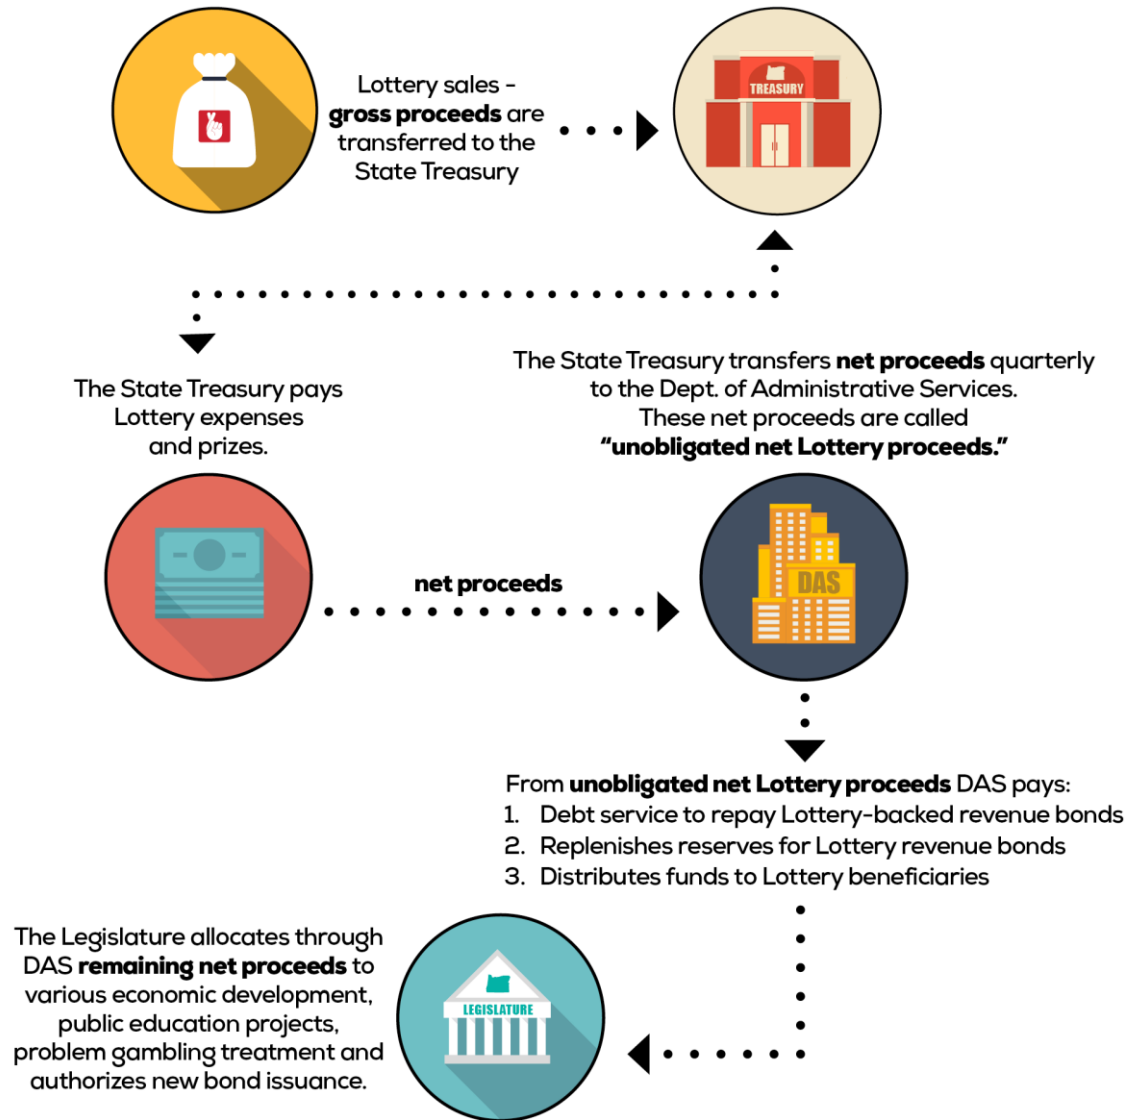 Lottery sales -
gross proceeds are
transferred to the
State Treasury
TREASURY
The State Treasury pays
Lottery expenses
and prizes.
The State Treasury transfers net proceeds quarterly
to the Dept. of Administrative Services.
These net proceeds are called
“unobligated net Lottery proceeds.”
net proceeds
DAS
From unobligated net Lottery proceeds DAS pays:
1. Debt service to repay Lottery-backed revenue bonds
2. Replenishes reserves for Lottery revenue bonds
3. Distributes funds to Lottery beneficiaries
The Legislature allocates through
DAS remaining net proceeds to
various economic development,
public education projects,
problem gambling treatment and
authorizes new bond issuance.
LEGISLATURE